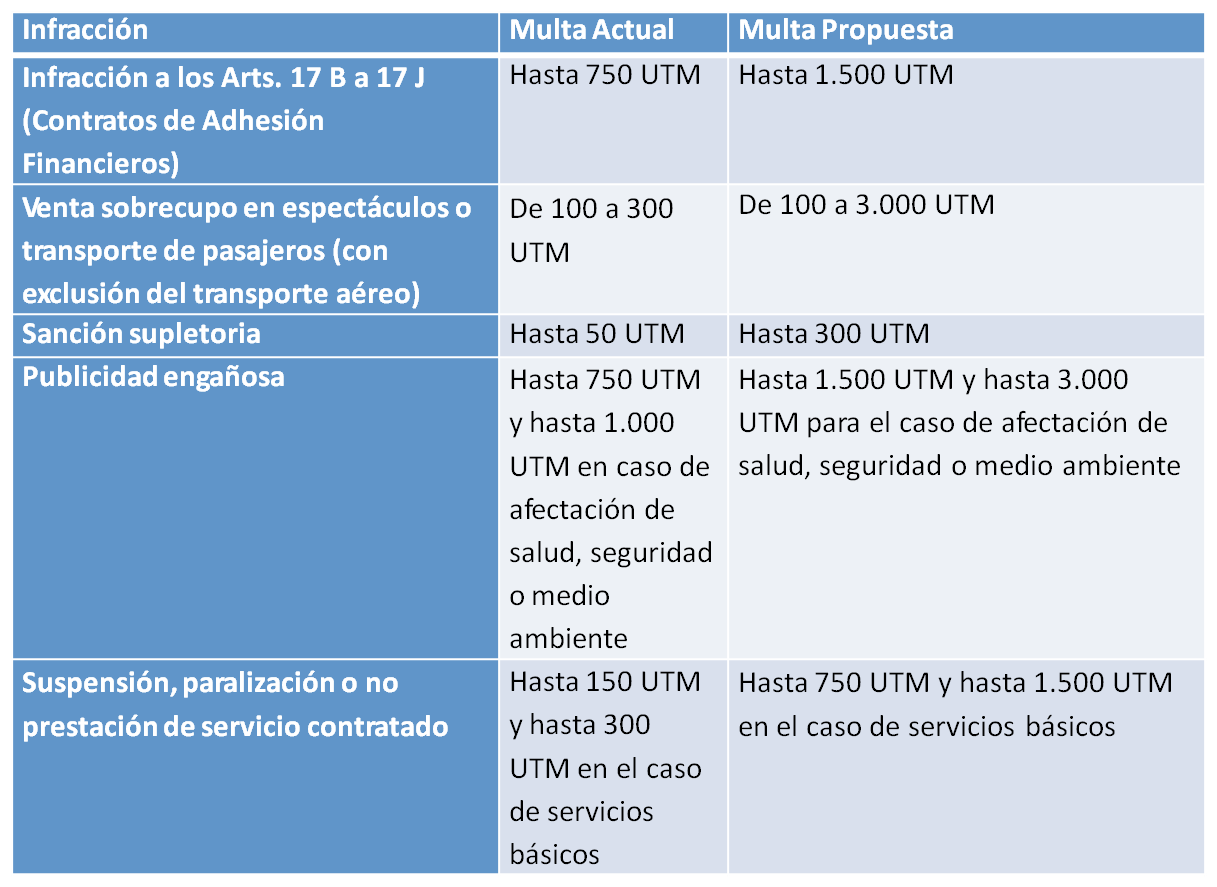 Infracción
Multa Actual
Multa Propuesta
Infracción a los Arts. 17 B a 17 J
(Contratos de Adhesión
Financieros)
Hasta 750 UTM
Hasta 1.500 UTM
Venta sobrecupo en espectáculos o
transporte de pasajeros (con
exclusión del transporte aéreo)
De 100 a 300
UTM
De 100 a 3.000 UTM
Sanción supletoria
Hasta 50 UTM
Hasta 300 UTM
Publicidad engañosa
Hasta 750 UTM
y hasta 1.000
UTM en caso de
afectación de
salud, seguridad
o medio
ambiente
Hasta 1.500 UTM y hasta 3.000
UTM para el caso de afectación de
salud, seguridad o medio ambiente
Suspensión, paralización o no
prestación de servicio contratado
Hasta 150 UTM
y hasta 300
UTM en el caso
de servicios
básicos
Hasta 750 UTM y hasta 1.500 UTM
en el caso de servicios básicos